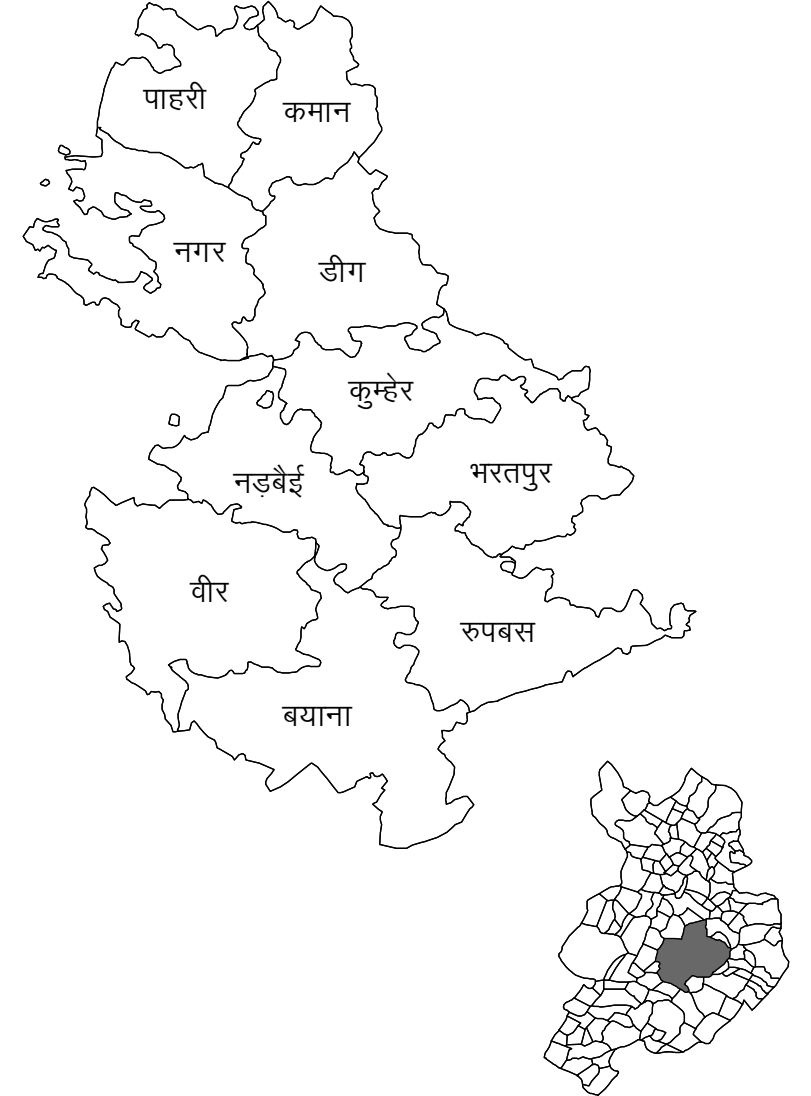 पाहरी
कमान
नगर
डीग
कुम्हेर
भरतपुर
नड़बैई
वीर
रुपबस
बयाना